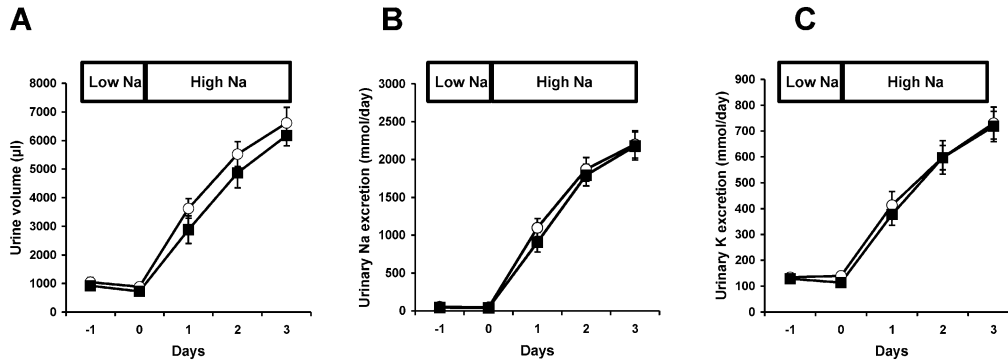 A
B
C
Low Na
High Na
Low Na
High Na
Low Na
High Na
Urine volume (µl)
8000
7000
6000
5000
4000
3000
2000
1000
0
-1 0 1 2 3
Days
Urinary Na excretion (mmol/day)
3000
2500
2000
1500
1000
500
0
-1 0 1 2 3
Days
Urinary K excretion (mmol/day)
900
800
700
600
500
400
300
200
100
0
-1 0 1 2 3
Days